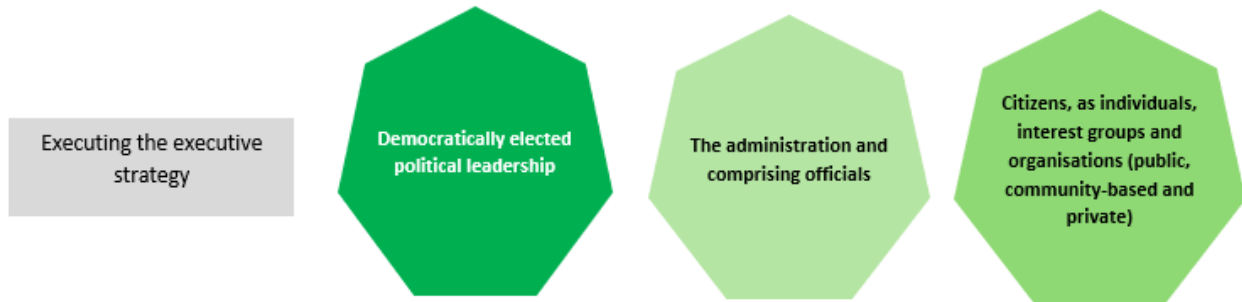 Executing the executive
strategy
Democratically elected
political leadership
The administration and
comprising officials
Citizens, as individuals,
interest groups and
organisations (public,
community-based and
private)